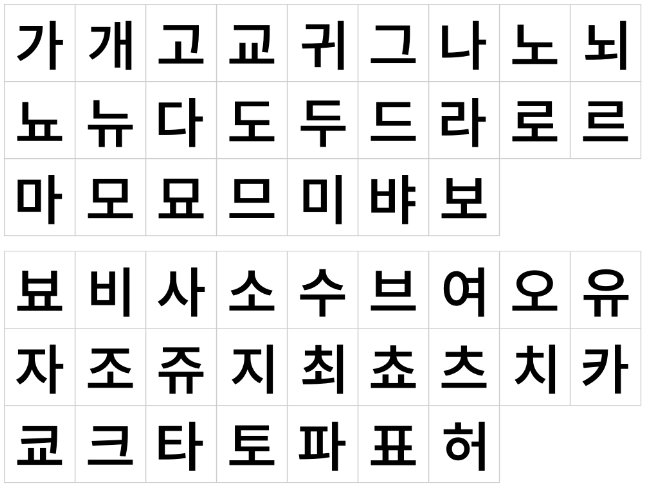 가 개 고 교 귀 그 나 노 뇌
뇨 뉴 다 도 두 드 라 로 르
마 모 묘 므 미 뱌 보
뵤 비 사 소 수 브 여 오 유
자 조 쥬 지 최 쵸 츠 치 카
쿄 크 타 토 파 표 허